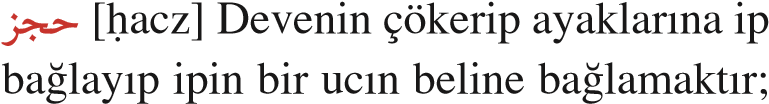 حجز [ḥacz] Devenin çökerip ayaklarına ip
bağlayıp ipin bir ucın beline bağlamaktır;